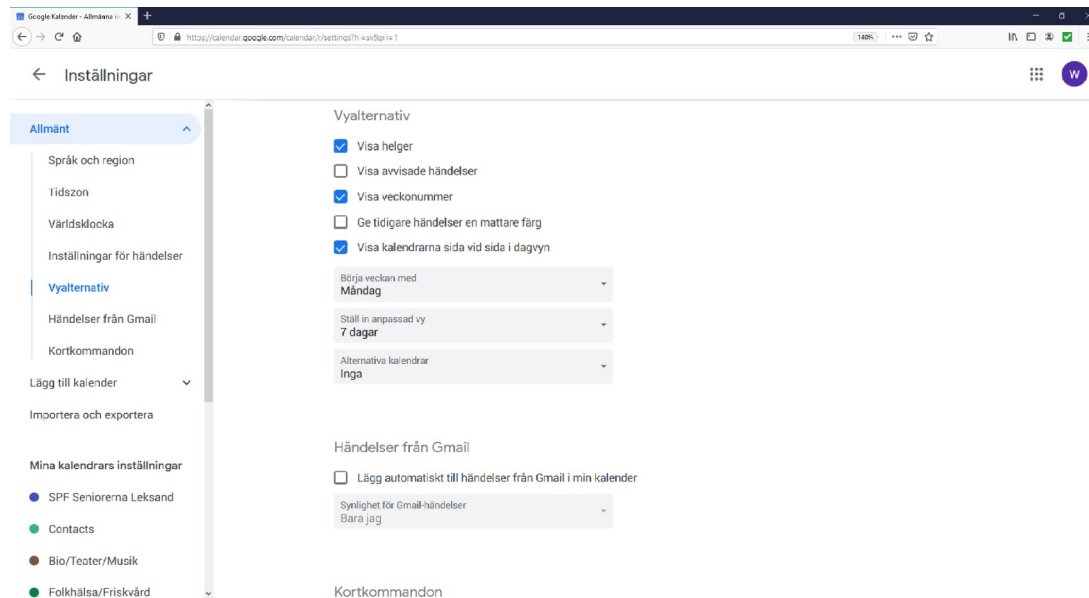 Google Kalender - Allmänna in
https://calendar.google.com/calendar/r/settings?hl=sv&pli=1
140%
Inställningar
W
Allmänt
Språk och region
Tidszon
Världsklocka
Inställningar för händelser
Vyalternativ
Händelser från Gmail
Kortkommandon
Lägg till kalender
Importera och exportera
Mina kalendrars inställningar
SPF Seniorerna Leksand
Contacts
Bio/Teater/Musik
Folkhälsa/Friskvård
Vyalternativ
Visa helger
Visa avvisade händelser
Visa veckonummer
Ge tidigare händelser en mattare färg
Visa kalendrarna sida vid sida i dagvyn
Börja veckan med
Måndag
Ställ in anpassad vy
7 dagar
Alternativa kalendrar
Inga
Händelser från Gmail
Lägg automatiskt till händelser från Gmail i min kalender
Synlighet för Gmail-händelser
Bara jag
Kortkommandon